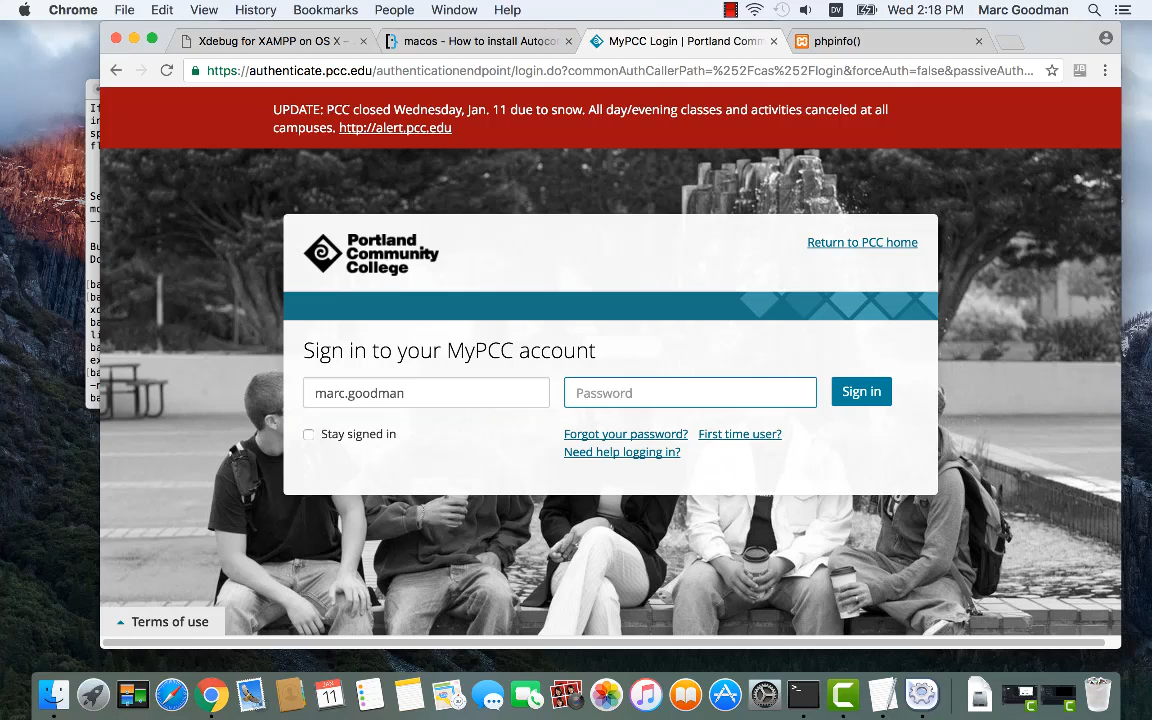 Chrome File Edit View History Bookmarks People Window Help DV Wed 2:18 PM Marc Goodman
Xdebug for XAMPP on OS X – macos - How to install Autoco MyPCC Login | Portland Comm phpinfo()
https://authenticate.pcc.edu/authenticationendpoint/login.do?commonAuthCallerPath=%252Fcas%252Flogin&forceAuth=false&passiveAuth...
UPDATE: PCC closed Wednesday, Jan. 11 due to snow. All day/evening classes and activities canceled at all
campuses. http://alert.pcc.edu
Portland
Community
College
Return to PCC home
Sign in to your MyPCC account
marc.goodman
Password
Sign in
Stay signed in
Forgot your password? First time user?
Need help logging in?
Terms of use
JAN
11